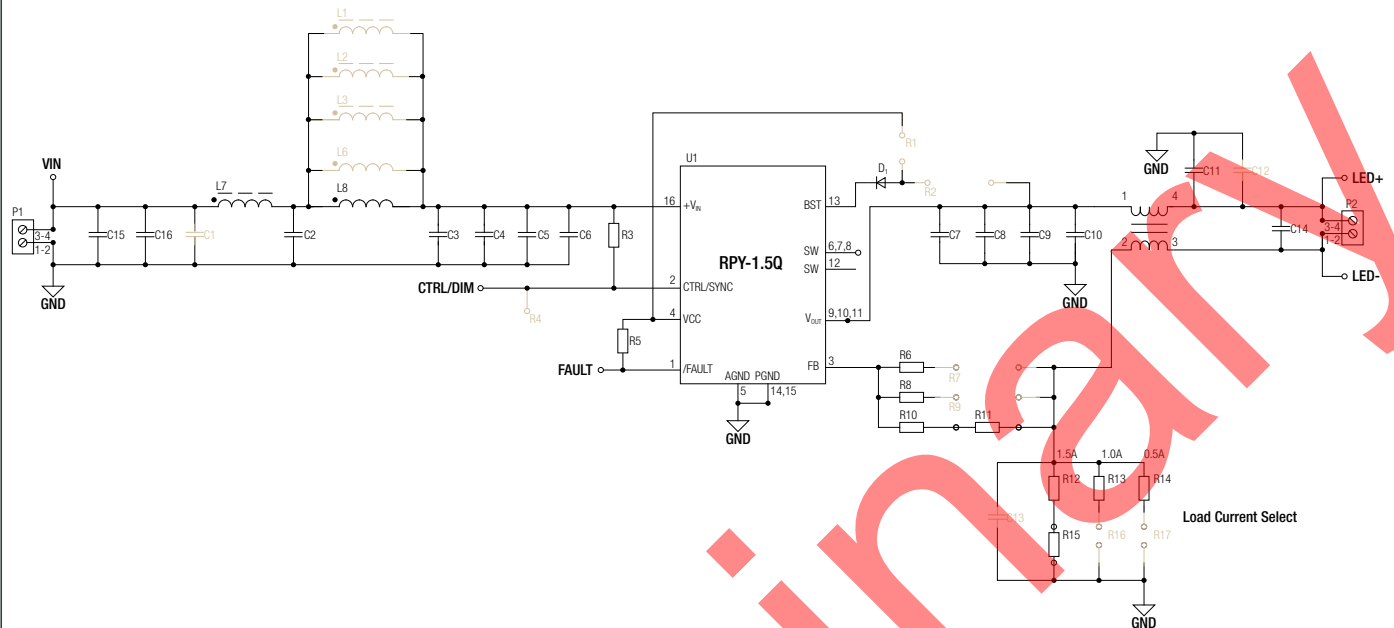 L1
L2
L3
L6
L7
L8
VIN
P1
3-4
1-2
GND
C15
C16
C1
C2
C3
C4
C5
C6
R3
CTRL/DIM
R4
R5
FAULT
U1
RPY-1.5Q
16
+VIN
2
CTRL/SYNC
4
VCC
1
/FAULT
AGND
PGND
5
14,15
GND
BST
13
SW
6,7,8
SW
12
VOUT
9,10,11
FB
3
D1
R1
R2
C7
C8
C9
C10
GND
1
4
2
3
GND
C11
C12
C14
LED+
P2
3-4
1-2
LED-
R6
R7
R8
R9
R10
R11
1.5A
1.0A
0.5A
R12
R13
R14
C13
R15
R16
R17
Load Current Select
GND
inary